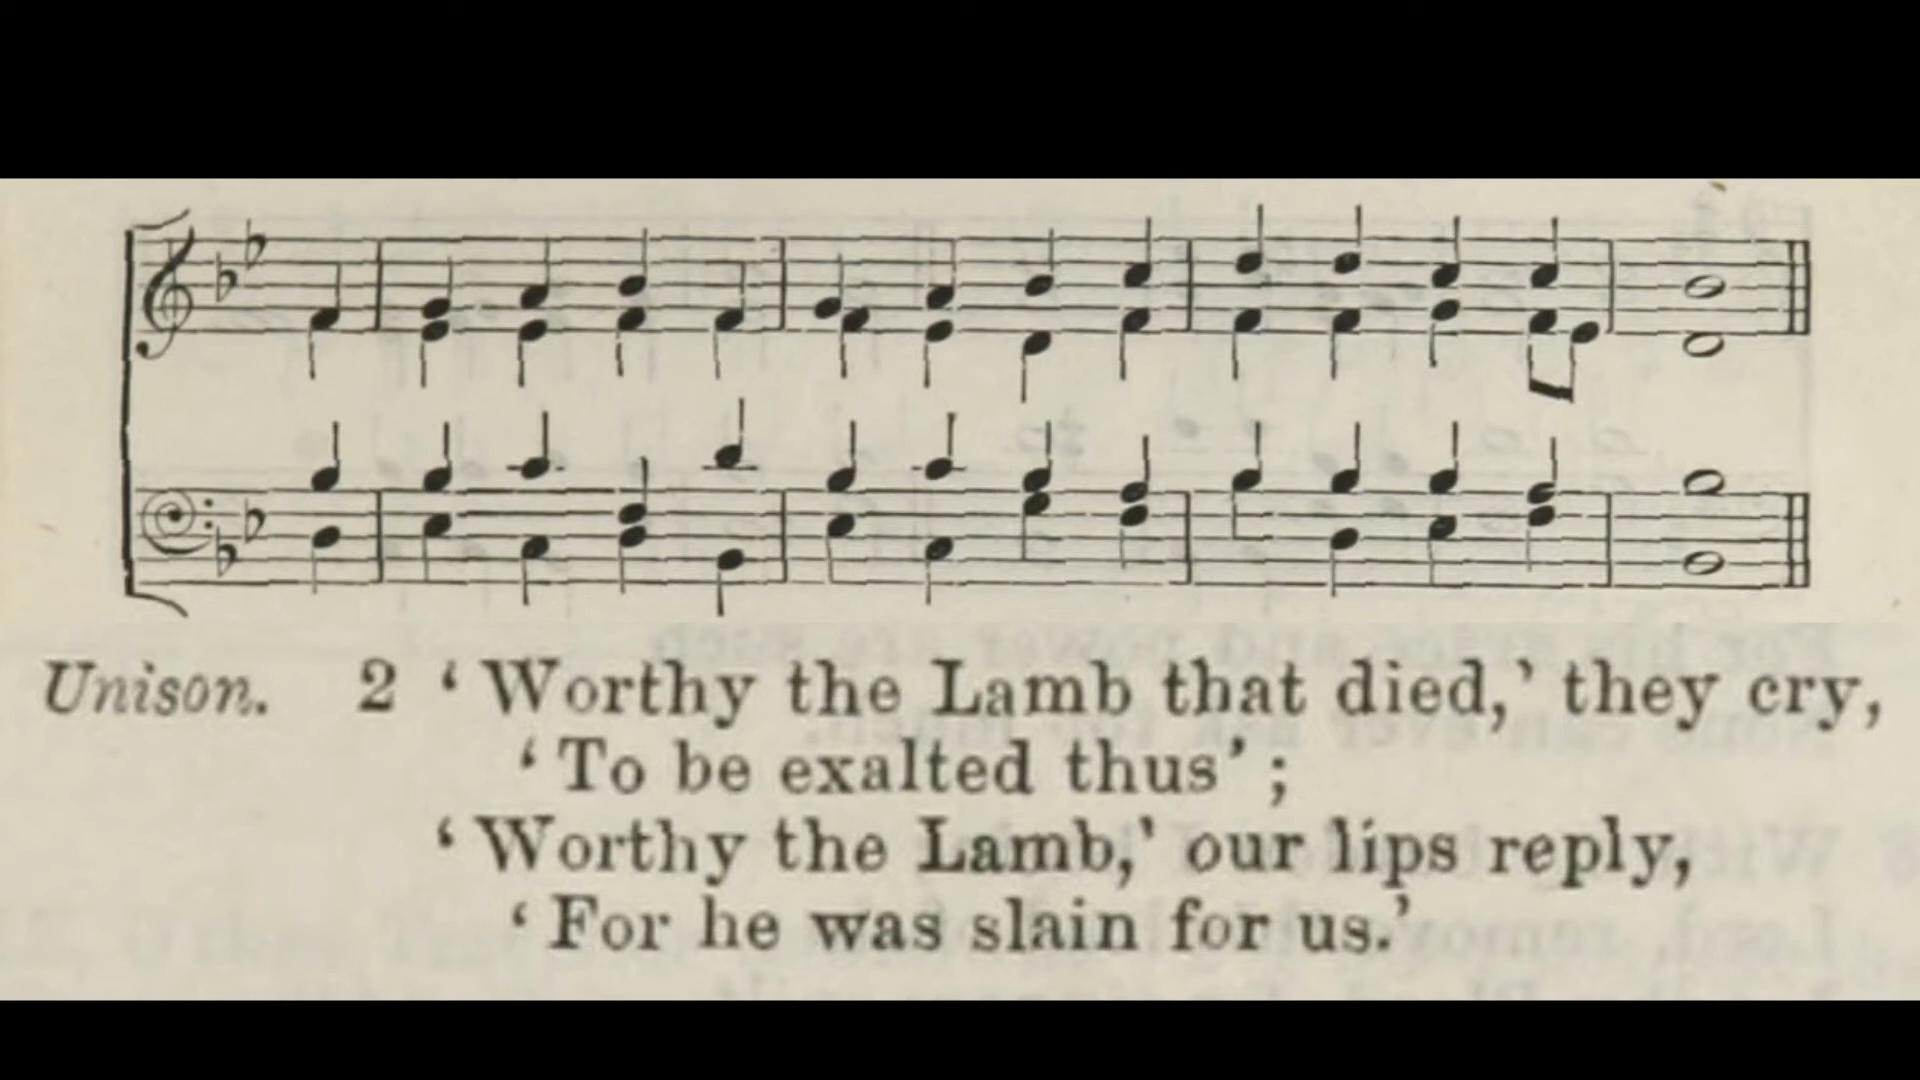 Unison. 2 ‘Worthy the Lamb that died,’ they cry,
‘To be exalted thus’;
‘Worthy the Lamb,’ our lips reply,
‘For he was slain for us.’